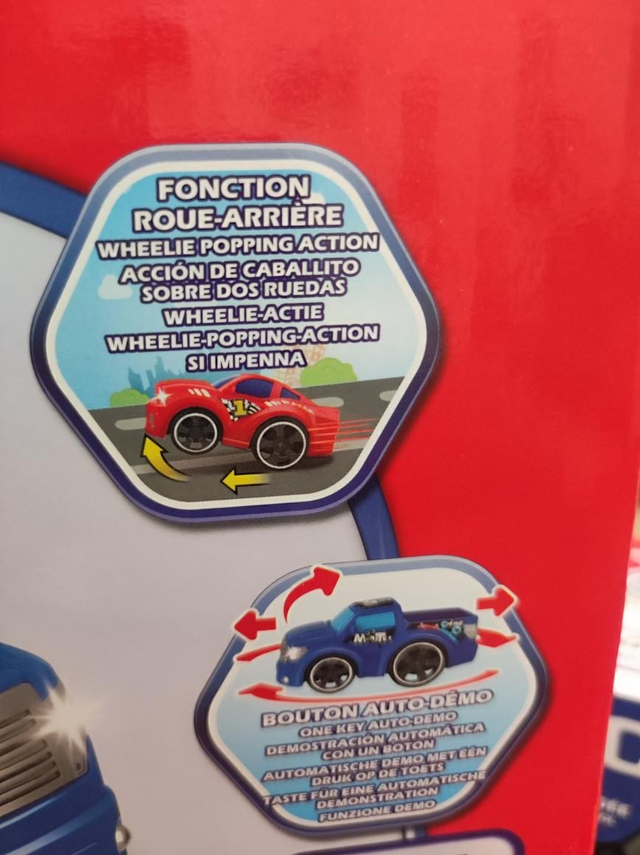 FONCTION
ROUE-ARRIÈRE
WHEELIE POPPING ACTION
ACCIÓN DE CABALLITO
SOBRE DOS RUEDAS
WHEELIE-ACTIE
WHEELIE-POPPING-ACTION
SI IMPENNA
1
BOUTON AUTO-DÉMO
ONE KEY AUTO-DEMO
DEMOSTRACIÓN AUTOMÁTICA
CON UN BOTÓN
AUTOMATISCHE DEMO MET ÉÉN
DRUK OP DE TOETS
TASTE FÜR EINE AUTOMATISCHE
DEMONSTRATION
FUNZIONE DEMO